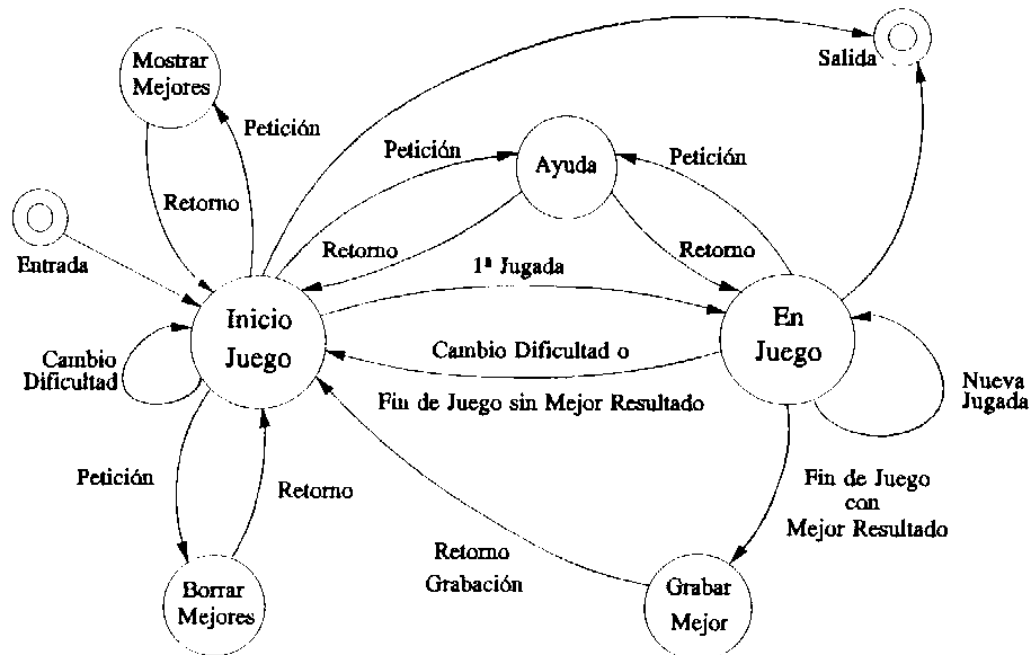 Mostrar
Mejores
Salida
Petición
Petición
Ayuda
Petición
Retorno
Entrada
Retorno
1ª Jugada
Retorno
Inicio
Juego
En
Juego
Cambio
Dificultad
Cambio Dificultad o
Fin de Juego sin Mejor Resultado
Nueva
Jugada
Petición
Retorno
Fin de Juego
con
Mejor Resultado
Retorno
Grabación
Borrar
Mejores
Grabar
Mejor